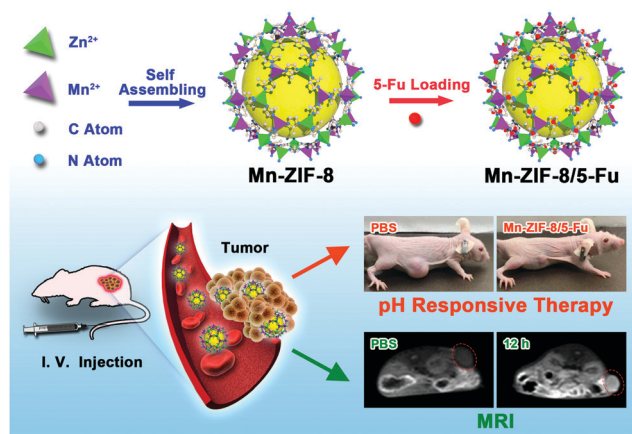 Zn²⁺
Mn²⁺
C Atom
N Atom
Self
Assembling
Mn-ZIF-8
5-Fu Loading
Mn-ZIF-8/5-Fu
Tumor
I. V. Injection
PBS
Mn-ZIF-8/5-Fu
pH Responsive Therapy
PBS
12 h
MRI